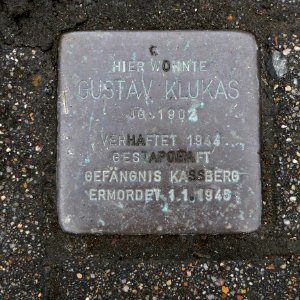 HIER WOHNTE
GUSTAV KLUKAS
JG. 1902
VERHAFTET 1944
GESTAPOHAFT
GEFÄNGNIS KASSBERG
ERMORDET 1.1.1945